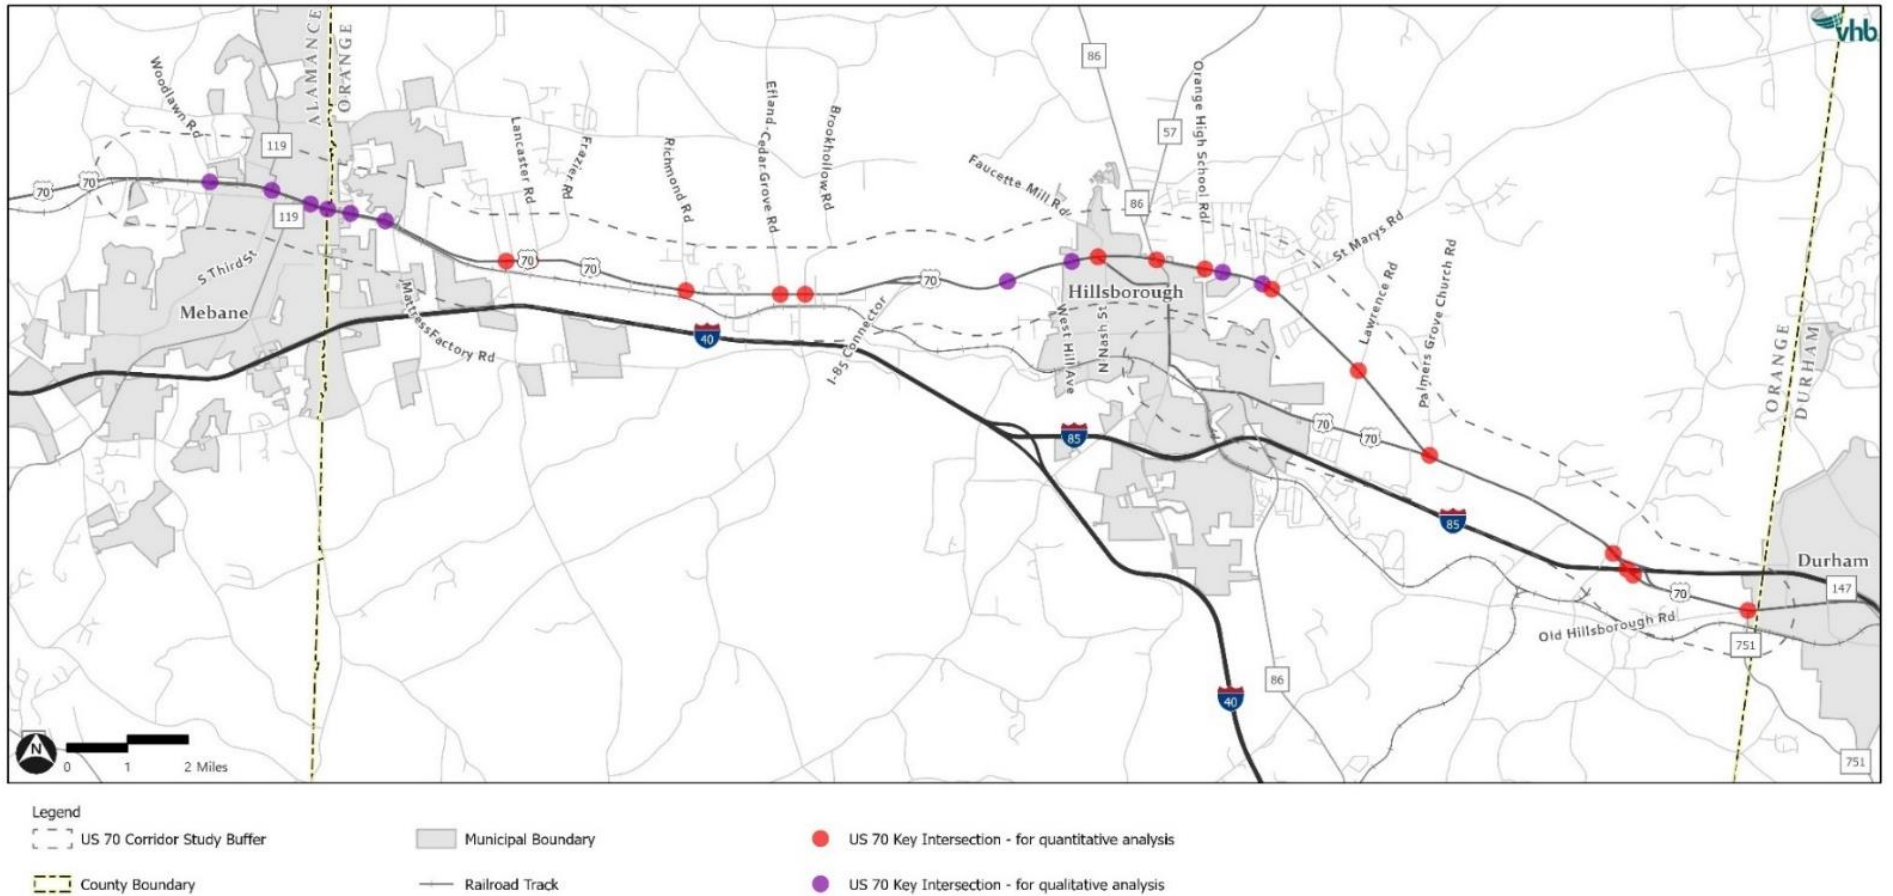 vhb
ALAMANCE
ORANGE
86
Woodlawn Rd
Lancaster Rd
Frazier Rd
Richmond Rd
Efland-Cedar Grove Rd
Brookhollow Rd
Orange High School Rd
57
119
Faucette Mill Rd
70
70
86
119
St Marys Rd
S Third St
70
70
70
Lawrence Rd
Palmers Grove Church Rd
Mebane
Mattress Factory Rd
Hillsborough
West Hill Ave
N Nash St
I-85 Connector
40
ORANGE
DURHAM
85
70
70
85
Durham
147
70
Old Hillsborough Rd
751
86
40
751
N
0 1 2 Miles
Legend
US 70 Corridor Study Buffer
Municipal Boundary
US 70 Key Intersection - for quantitative analysis
County Boundary
Railroad Track
US 70 Key Intersection - for qualitative analysis